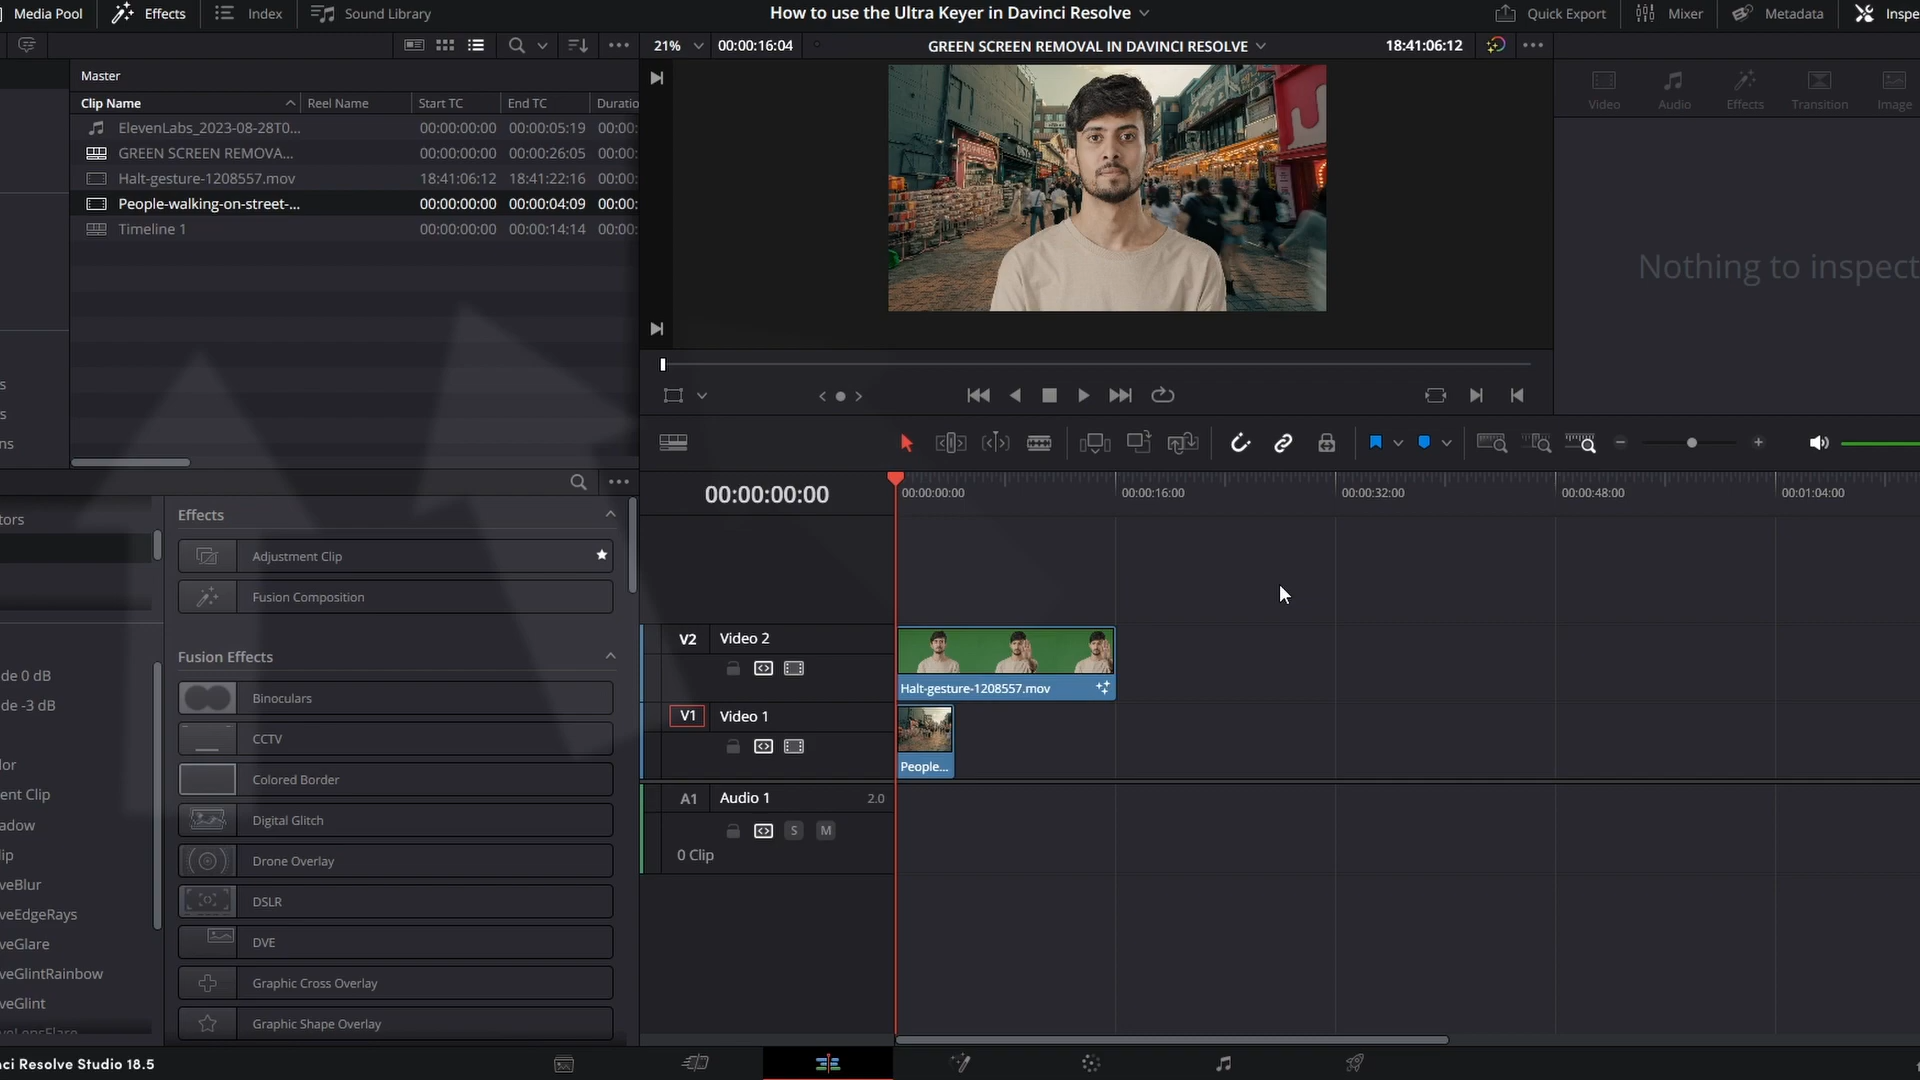 Media Pool Effects Index Sound Library How to use the Ultra Keyer in Davinci Resolve Quick Export Mixer Metadata Inspe
21% 00:00:16:04 GREEN SCREEN REMOVAL IN DAVINCI RESOLVE 18:41:06:12
Master
Clip Name Reel Name Start TC End TC Duratio
ElevenLabs_2023-08-28T0... 00:00:00:00 00:00:05:19 00:00:
GREEN SCREEN REMOVA... 00:00:00:00 00:00:26:05 00:00:
Halt-gesture-1208557.mov 18:41:06:12 18:41:22:16 00:00:
People-walking-on-street-... 00:00:00:00 00:00:04:09 00:00:
Timeline 1 00:00:00:00 00:00:14:14 00:00:
Video Audio Effects Transition Image
Nothing to inspect
s
s
ns
00:00:00:00
00:00:00:00 00:00:16:00 00:00:32:00 00:00:48:00 00:01:04:00
tors
Effects
Adjustment Clip
Fusion Composition
Fusion Effects
Binoculars
CCTV
Colored Border
Digital Glitch
Drone Overlay
DSLR
DVE
Graphic Cross Overlay
Graphic Shape Overlay
de 0 dB
de -3 dB
lor
ent Clip
adow
lip
veBlur
veEdgeRays
veGlare
veGlintRainbow
veGlint
V2 Video 2
Halt-gesture-1208557.mov
V1 Video 1
People...
A1 Audio 1 2.0
S M
0 Clip
ci Resolve Studio 18.5